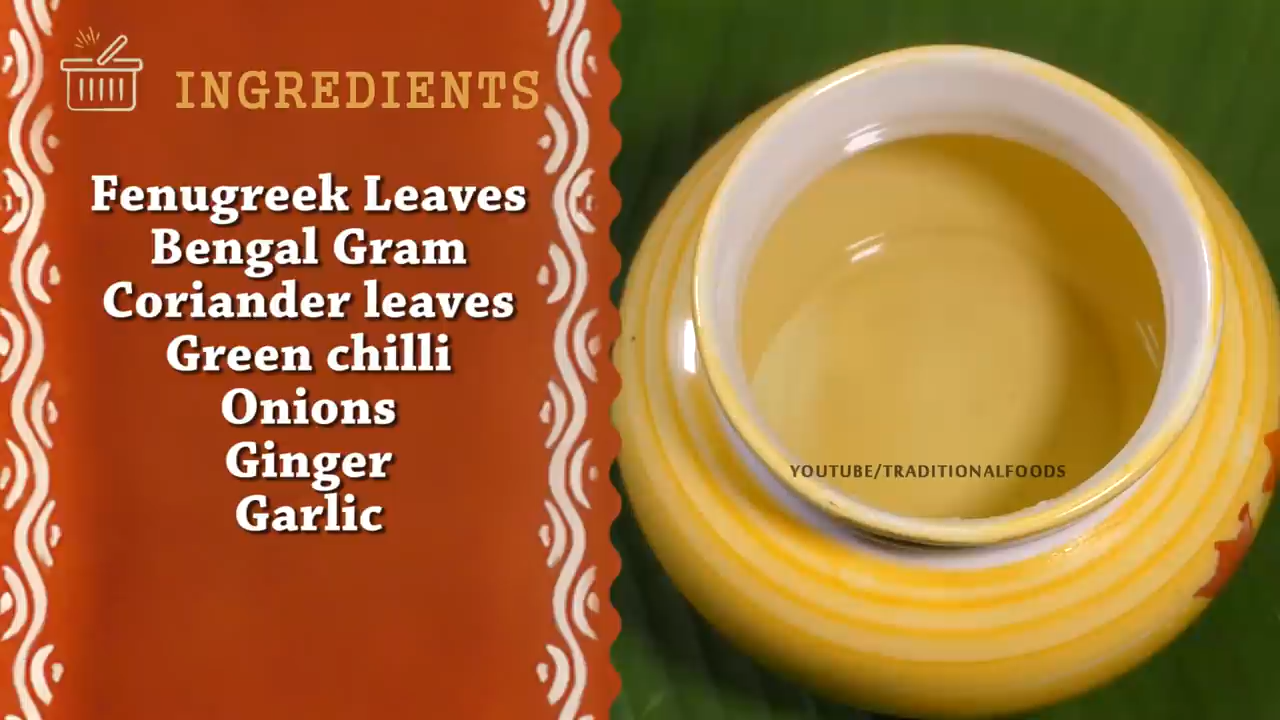 INGREDIENTS
Fenugreek Leaves
Bengal Gram
Coriander leaves
Green chilli
Onions
Ginger
Garlic
YOUTUBE/TRADITIONALFOODS